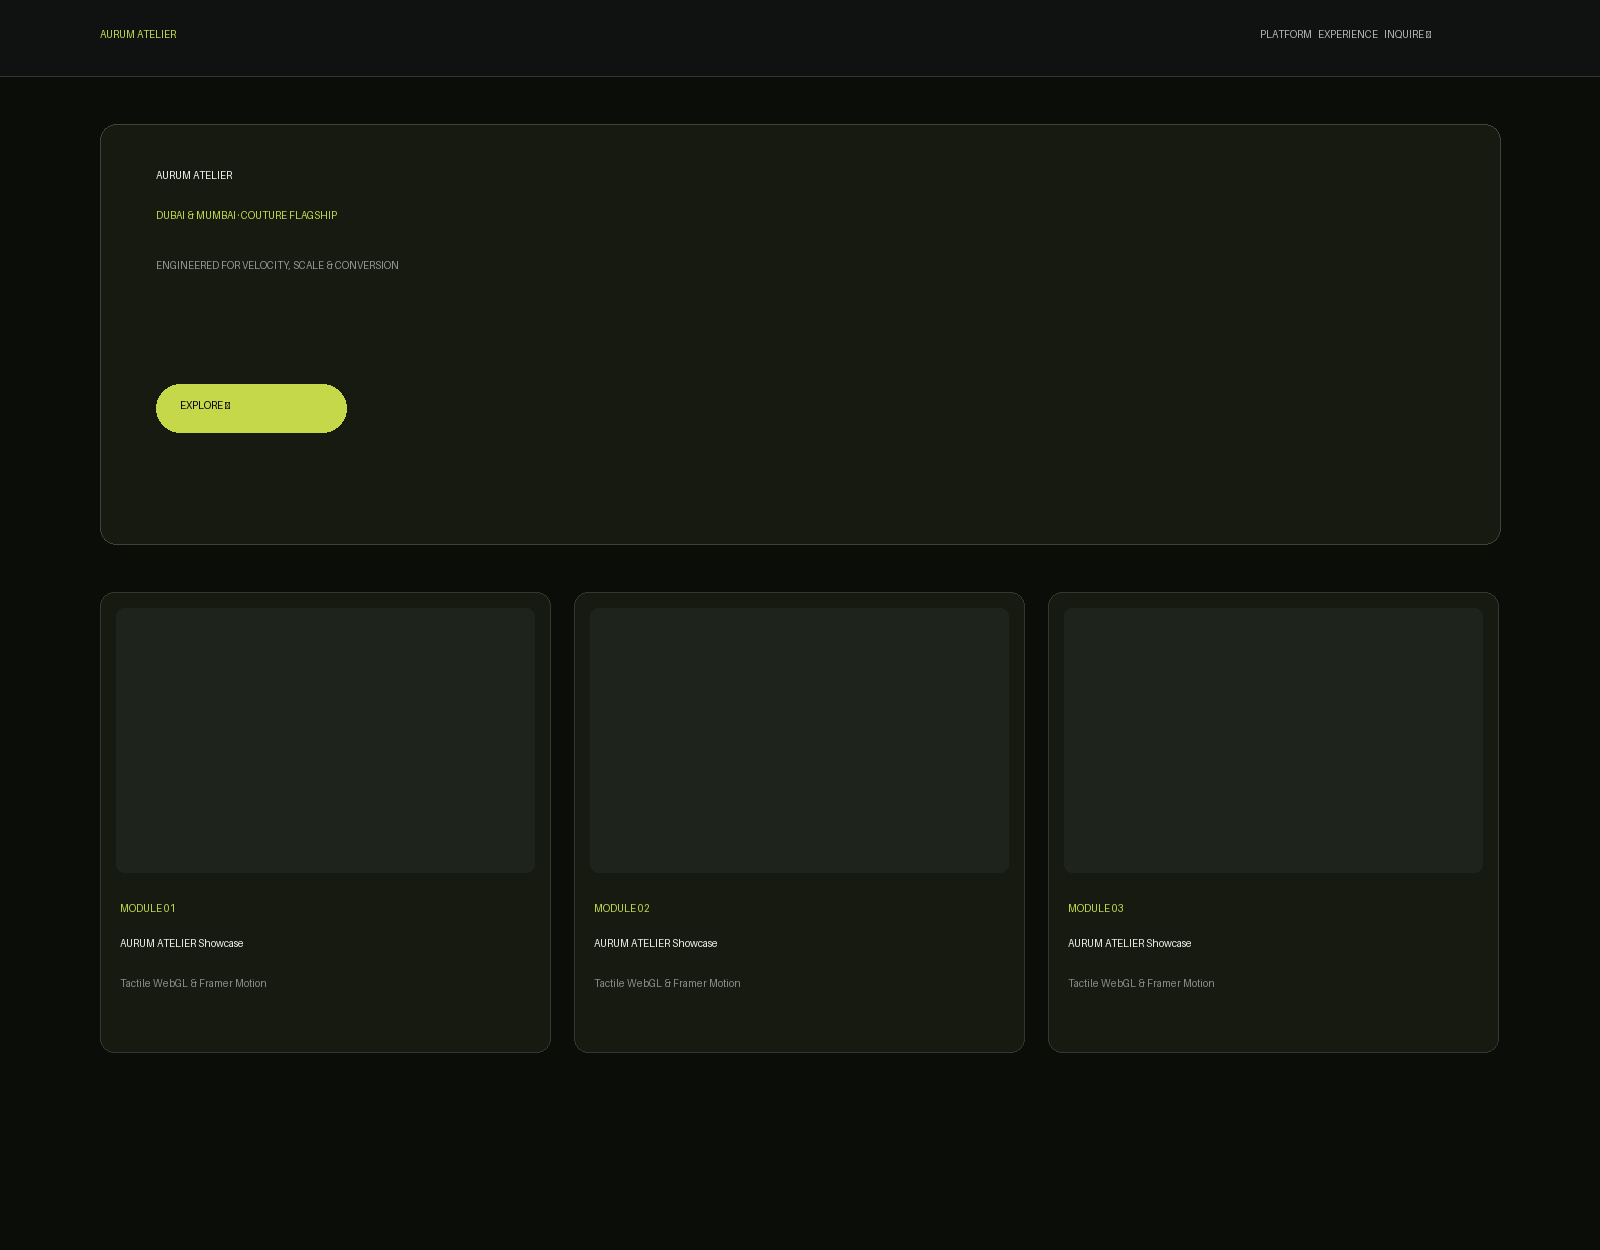 AURUM ATELIER
PLATFORM EXPERIENCE INQUIRE
AURUM ATELIER
DUBAI & MUMBAI · COUTURE FLAGSHIP
ENGINEERED FOR VELOCITY, SCALE & CONVERSION
EXPLORE
MODULE 01
AURUM ATELIER Showcase
Tactile WebGL & Framer Motion
MODULE 02
AURUM ATELIER Showcase
Tactile WebGL & Framer Motion
MODULE 03
AURUM ATELIER Showcase
Tactile WebGL & Framer Motion